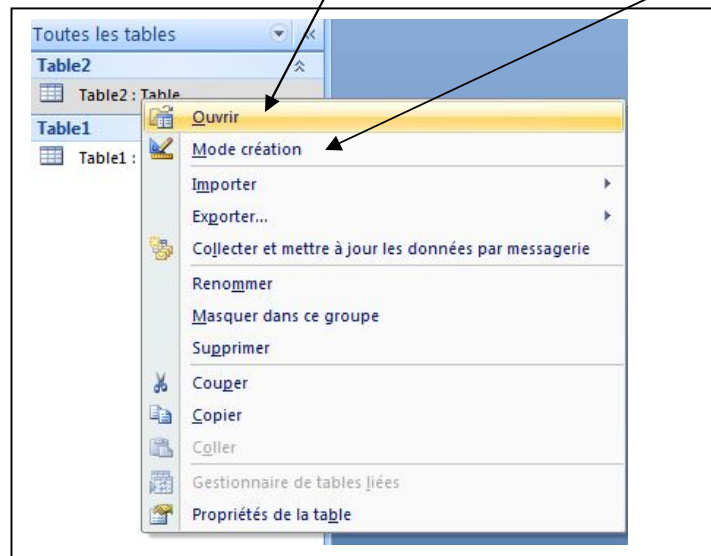 Toutes les tables
Table2
Table2 : Table
Table1
Table1 :
Ouvrir
Mode création
Importer
Exporter...
Collecter et mettre à jour les données par messagerie
Renommer
Masquer dans ce groupe
Supprimer
Couper
Copier
Coller
Gestionnaire de tables liées
Propriétés de la table